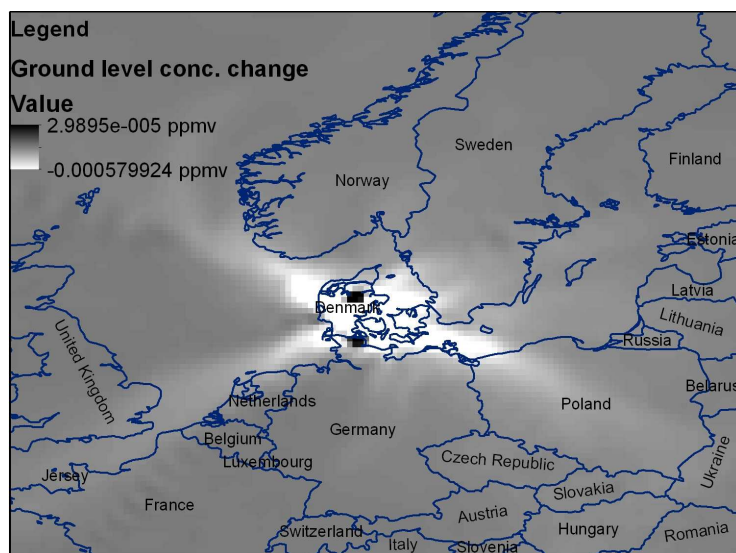 Legend
Ground level conc. change
Value
2.9895e-005 ppmv
-0.000579924 ppmv
Sweden
Finland
Norway
Estonia
Latvia
Denmark
Lithuania
Russia
United Kingdom
Belarus
Netherlands
Poland
Germany
Belgium
Luxembourg
Czech Republic
Ukraine
Jersey
Slovakia
France
Austria
Switzerland
Hungary
Romania
Italy
Slovenia